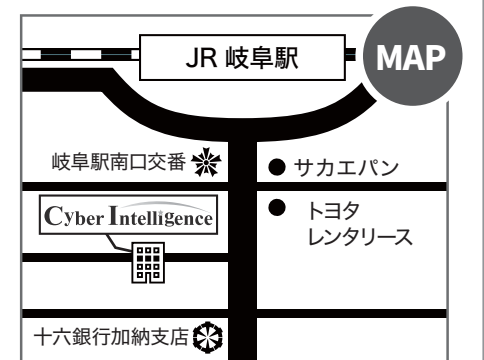 JR 岐阜駅
MAP
岐阜駅南口交番
サカエパン
Cyber Intelligence
トヨタ
レンタリース
十六銀行加納支店